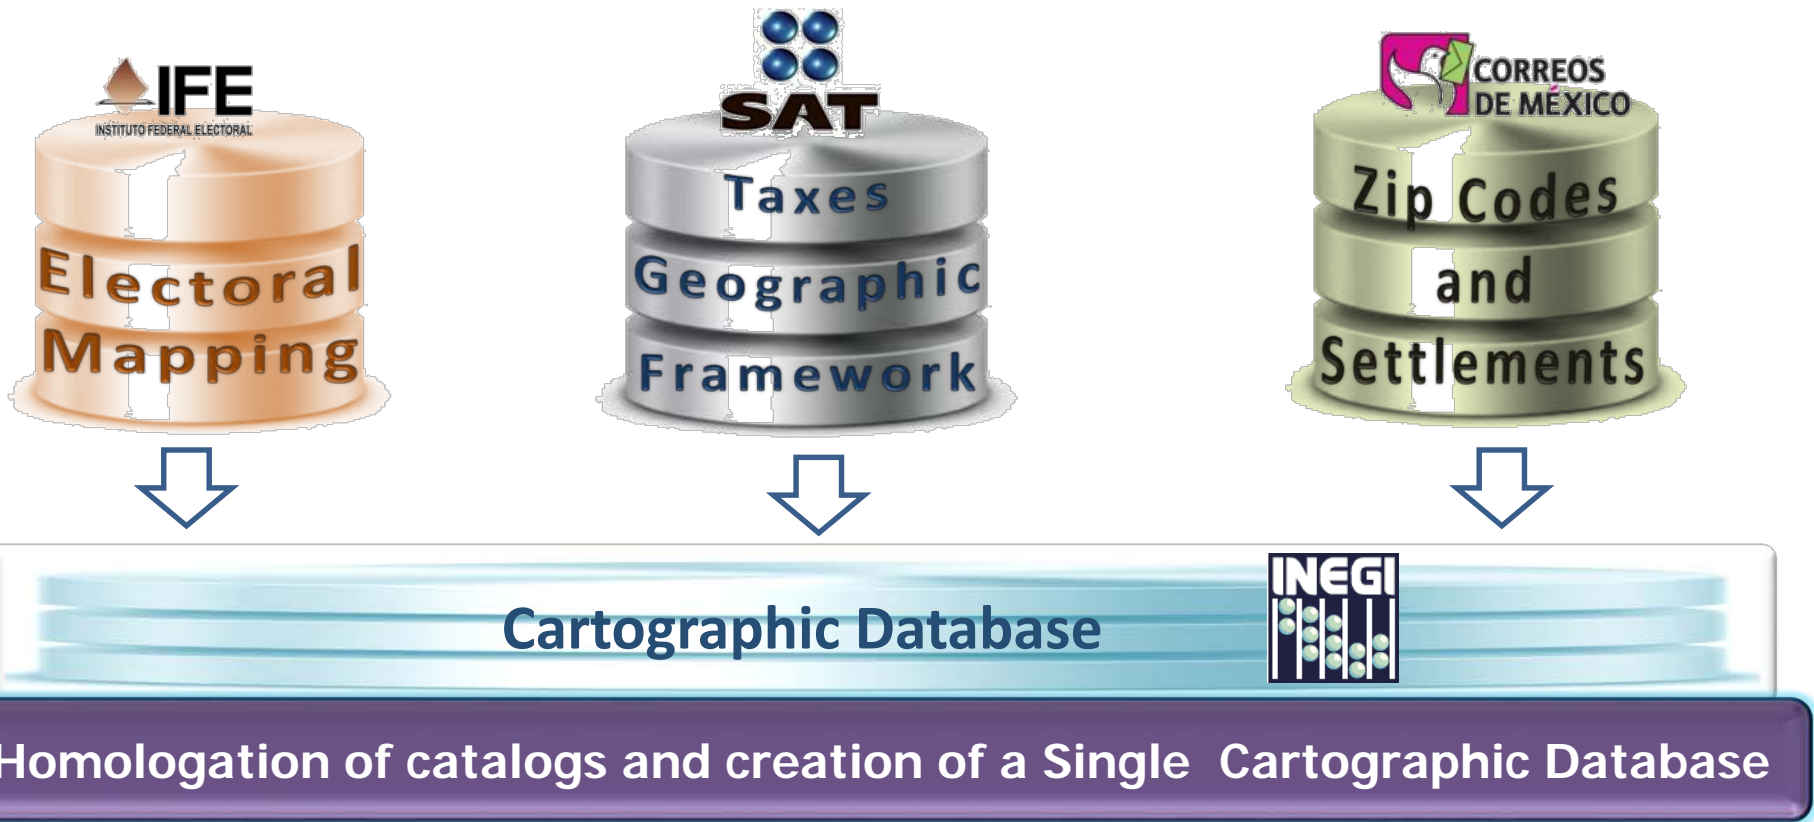 IFE
INSTITUTO FEDERAL ELECTORAL
Electoral
Mapping
SAT
Taxes
Geographic
Framework
CORREOS
DE MÉXICO
Zip Codes
and
Settlements
Cartographic Database
INEGI
Homologation of catalogs and creation of a Single Cartographic Database